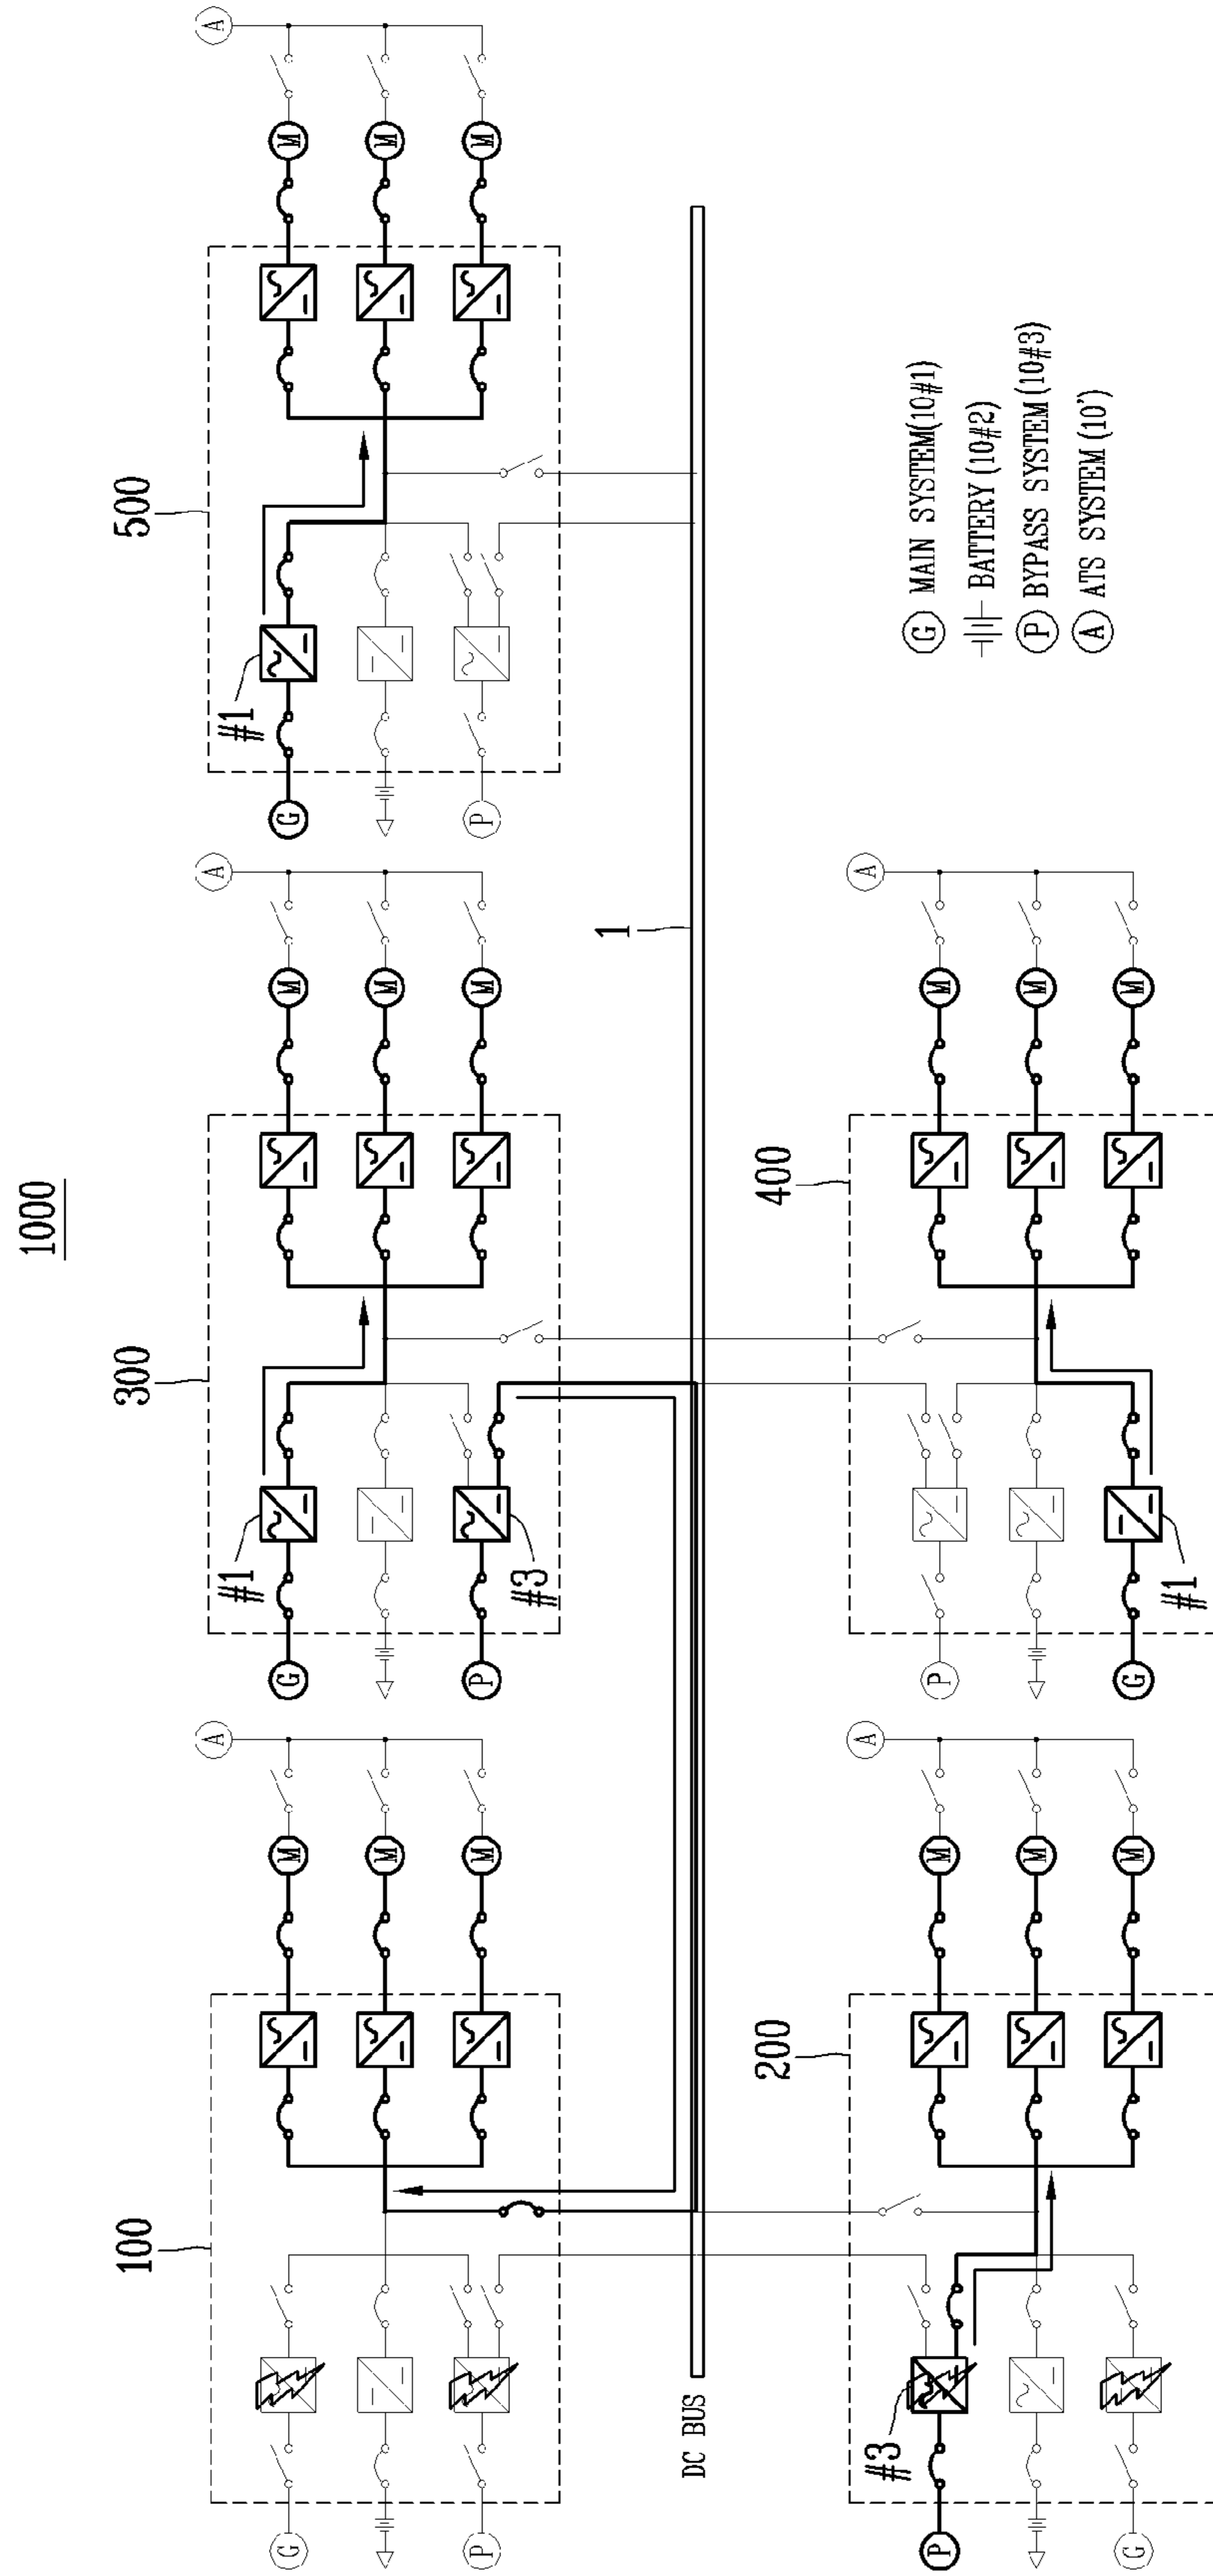 1000
100
G
P
A
M
M
M
300
#1
#3
G
P
A
M
M
M
500
#1
G
P
A
M
M
M
DC BUS
1
200
#3
P
G
A
M
M
M
400
#1
P
G
A
M
M
M
G MAIN SYSTEM(10#1)
BATTERY (10#2)
P BYPASS SYSTEM (10#3)
A ATS SYSTEM (10')